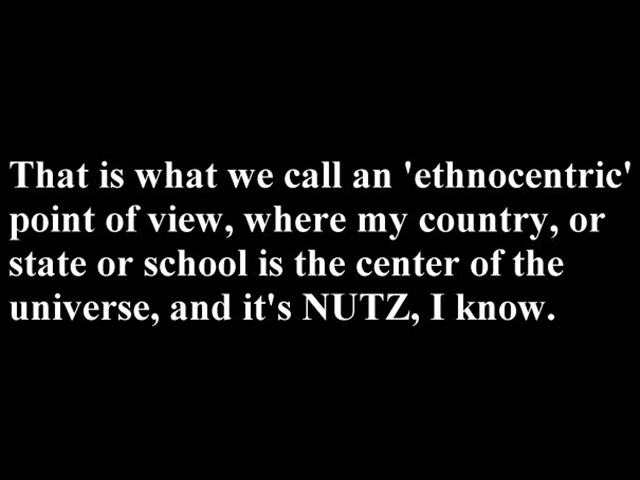 That is what we call an 'ethnocentric'
point of view, where my country, or
state or school is the center of the
universe, and it's NUTZ, I know.